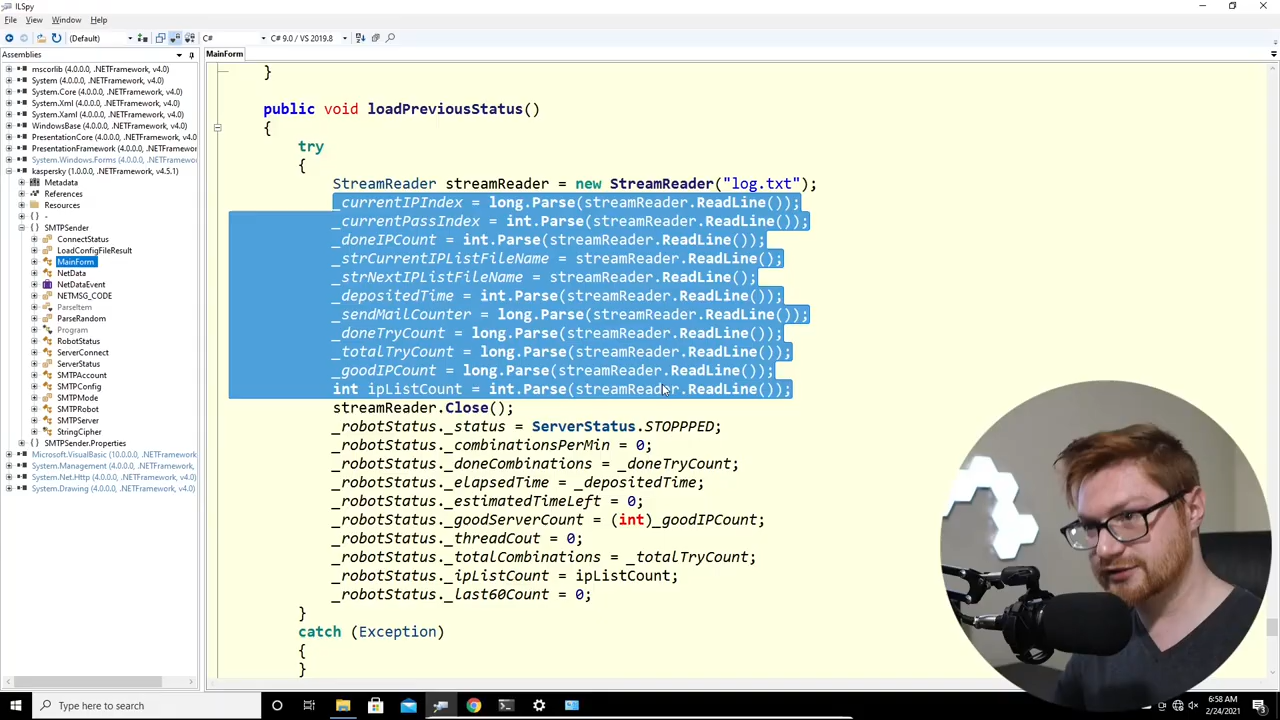 ILSpy
File View Window Help
(Default) C# C# 9.0 / VS 2019.8
Assemblies
MainForm
mscorlib (4.0.0.0, .NETFramework, v4.0)
System (4.0.0.0, .NETFramework, v4.0)
System.Core (4.0.0.0, .NETFramework, v4.0)
System.Xml (4.0.0.0, .NETFramework, v4.0)
System.Xaml (4.0.0.0, .NETFramework, v4.0)
WindowsBase (4.0.0.0, .NETFramework, v4.0)
PresentationCore (4.0.0.0, .NETFramework, v4.0
PresentationFramework (4.0.0.0, .NETFramework,
System.Windows.Forms (4.0.0.0, .NETFramewo
kaspersky (1.0.0.0, .NETFramework, v4.5.1)
Metadata
References
Resources
-
SMTPSender
ConnectStatus
LoadConfigFileResult
MainForm
NetData
NetDataEvent
NETMSG_CODE
ParseItem
ParseRandom
Program
RobotStatus
ServerConnect
ServerStatus
SMTPAccount
SMTPConfig
SMTPMode
SMTPRobot
SMTPServer
StringCipher
SMTPSender.Properties
Microsoft.VisualBasic (10.0.0.0, .NETFramework,
System.Management (4.0.0.0, .NETFramework, v
System.Net.Http (4.0.0.0, .NETFramework, v4.0)
System.Drawing (4.0.0.0, .NETFramework, v4.0)
}
public void loadPreviousStatus()
{
try
{
StreamReader streamReader = new StreamReader("log.txt");
_currentIPIndex = long.Parse(streamReader.ReadLine());
_currentPassIndex = int.Parse(streamReader.ReadLine());
_doneIPCount = int.Parse(streamReader.ReadLine());
_strCurrentIPListFileName = streamReader.ReadLine();
_strNextIPListFileName = streamReader.ReadLine();
_depositedTime = int.Parse(streamReader.ReadLine());
_sendMailCounter = long.Parse(streamReader.ReadLine());
_doneTryCount = long.Parse(streamReader.ReadLine());
_totalTryCount = long.Parse(streamReader.ReadLine());
_goodIPCount = long.Parse(streamReader.ReadLine());
int ipListCount = int.Parse(streamReader.ReadLine());
streamReader.Close();
_robotStatus._status = ServerStatus.STOPPPED;
_robotStatus._combinationsPerMin = 0;
_robotStatus._doneCombinations = _doneTryCount;
_robotStatus._elapsedTime = _depositedTime;
_robotStatus._estimatedTimeLeft = 0;
_robotStatus._goodServerCount = (int)_goodIPCount;
_robotStatus._threadCout = 0;
_robotStatus._totalCombinations = _totalTryCount;
_robotStatus._ipListCount = ipListCount;
_robotStatus._last60Count = 0;
}
catch (Exception)
{
}
Type here to search
6:58 AM
2/24/2021